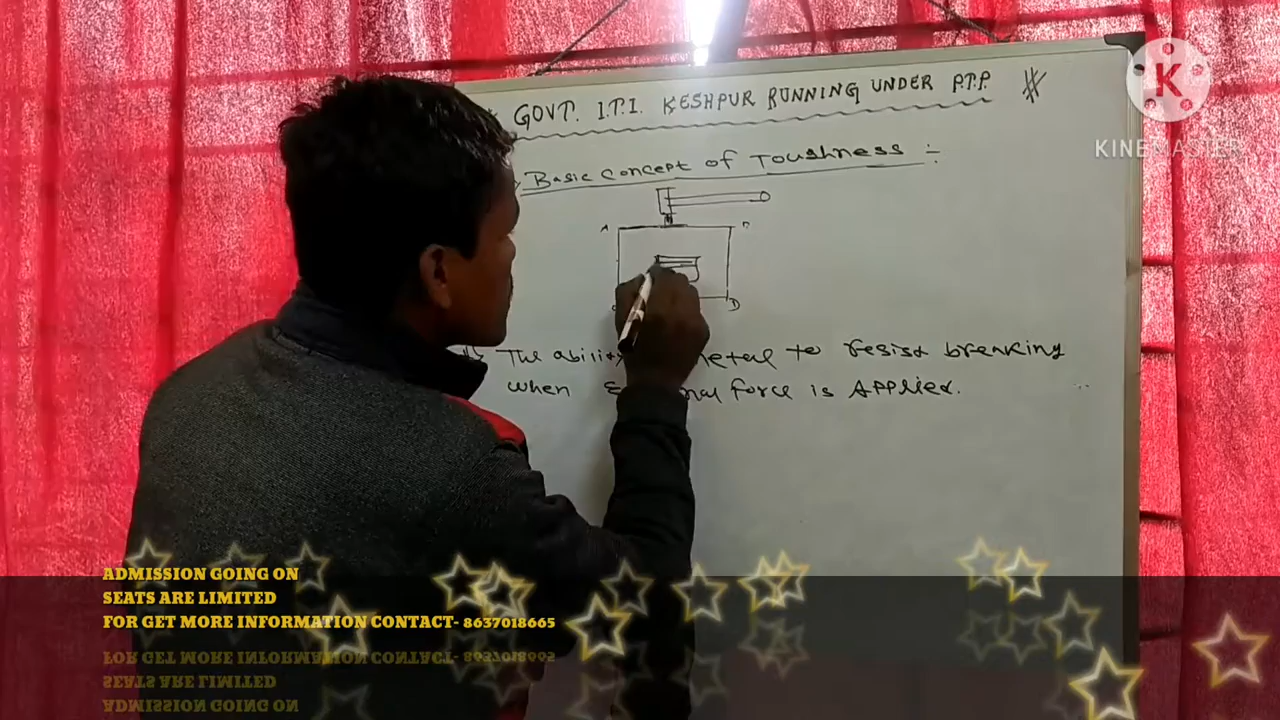 GOVT. I.T.I. KESHPUR RUNNING UNDER P.T.P.
K
KINEMASTER
Basic Concept of Toughness :-
A
D
The metal to resist breaking
when force is Applied.
ADMISSION GOING ON
SEATS ARE LIMITED
FOR GET MORE INFORMATION CONTACT- 8637018665